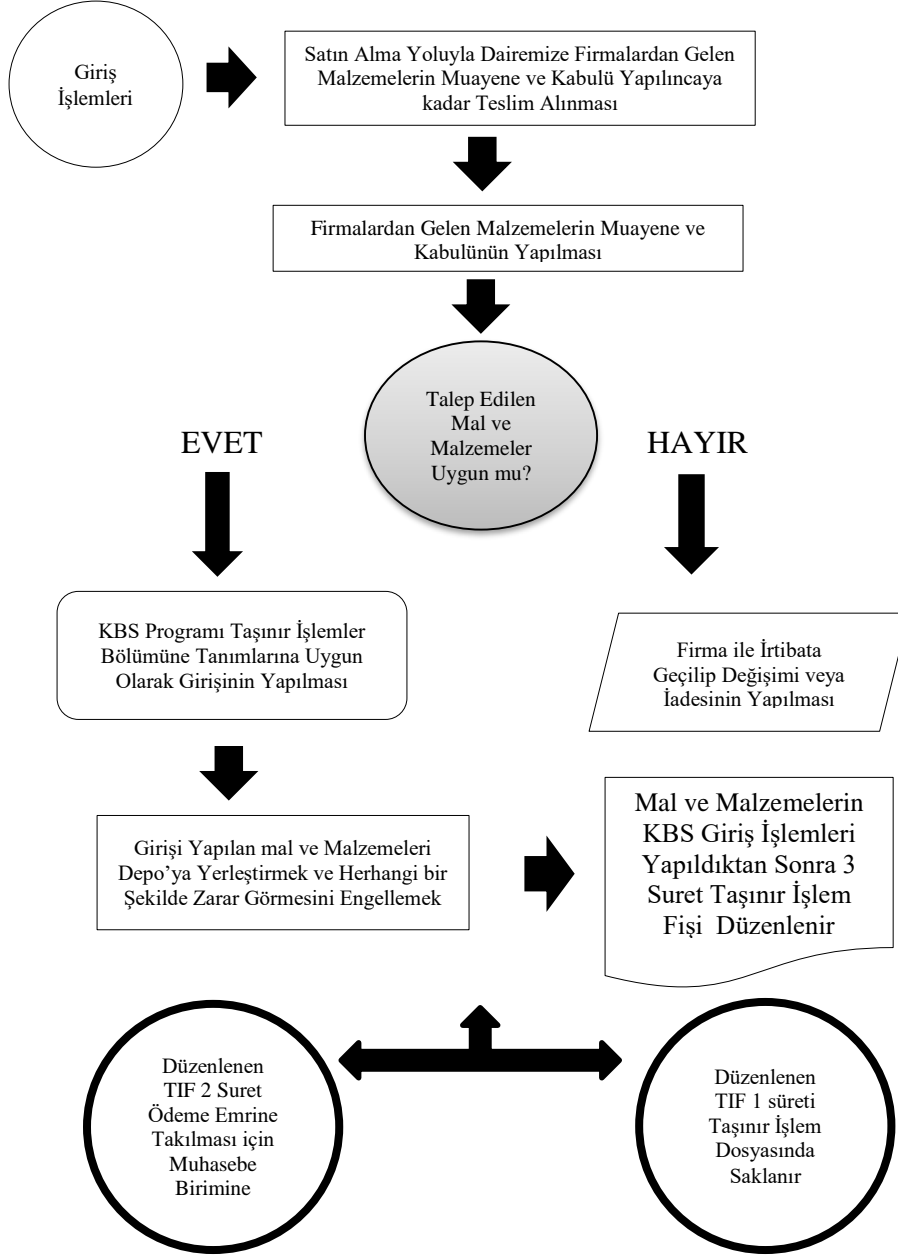 Giriş
İşlemleri
Satın Alma Yoluyla Dairemize Firmalardan Gelen
Malzemelerin Muayene ve Kabulü Yapılıncaya
kadar Teslim Alınması
Firmalardan Gelen Malzemelerin Muayene ve
Kabulünün Yapılması
Talep Edilen
Mal ve
Malzemeler
Uygun mu?
EVET
HAYIR
KBS Programı Taşınır İşlemler
Bölümüne Tanımlarına Uygun
Olarak Girişinin Yapılması
Firma ile İrtibata
Geçilip Değişimi veya
İadesinin Yapılması
Girişi Yapılan mal ve Malzemeleri
Depo’ya Yerleştirmek ve Herhangi bir
Şekilde Zarar Görmesini Engellemek
Mal ve Malzemelerin
KBS Giriş İşlemleri
Yapıldıktan Sonra 3
Suret Taşınır İşlem
Fişi Düzenlenir
Düzenlenen
TIF 2 Suret
Ödeme Emrine
Takılması için
Muhasebe
Birimine
Düzenlenen
TIF 1 süreti
Taşınır İşlem
Dosyasında
Saklanır